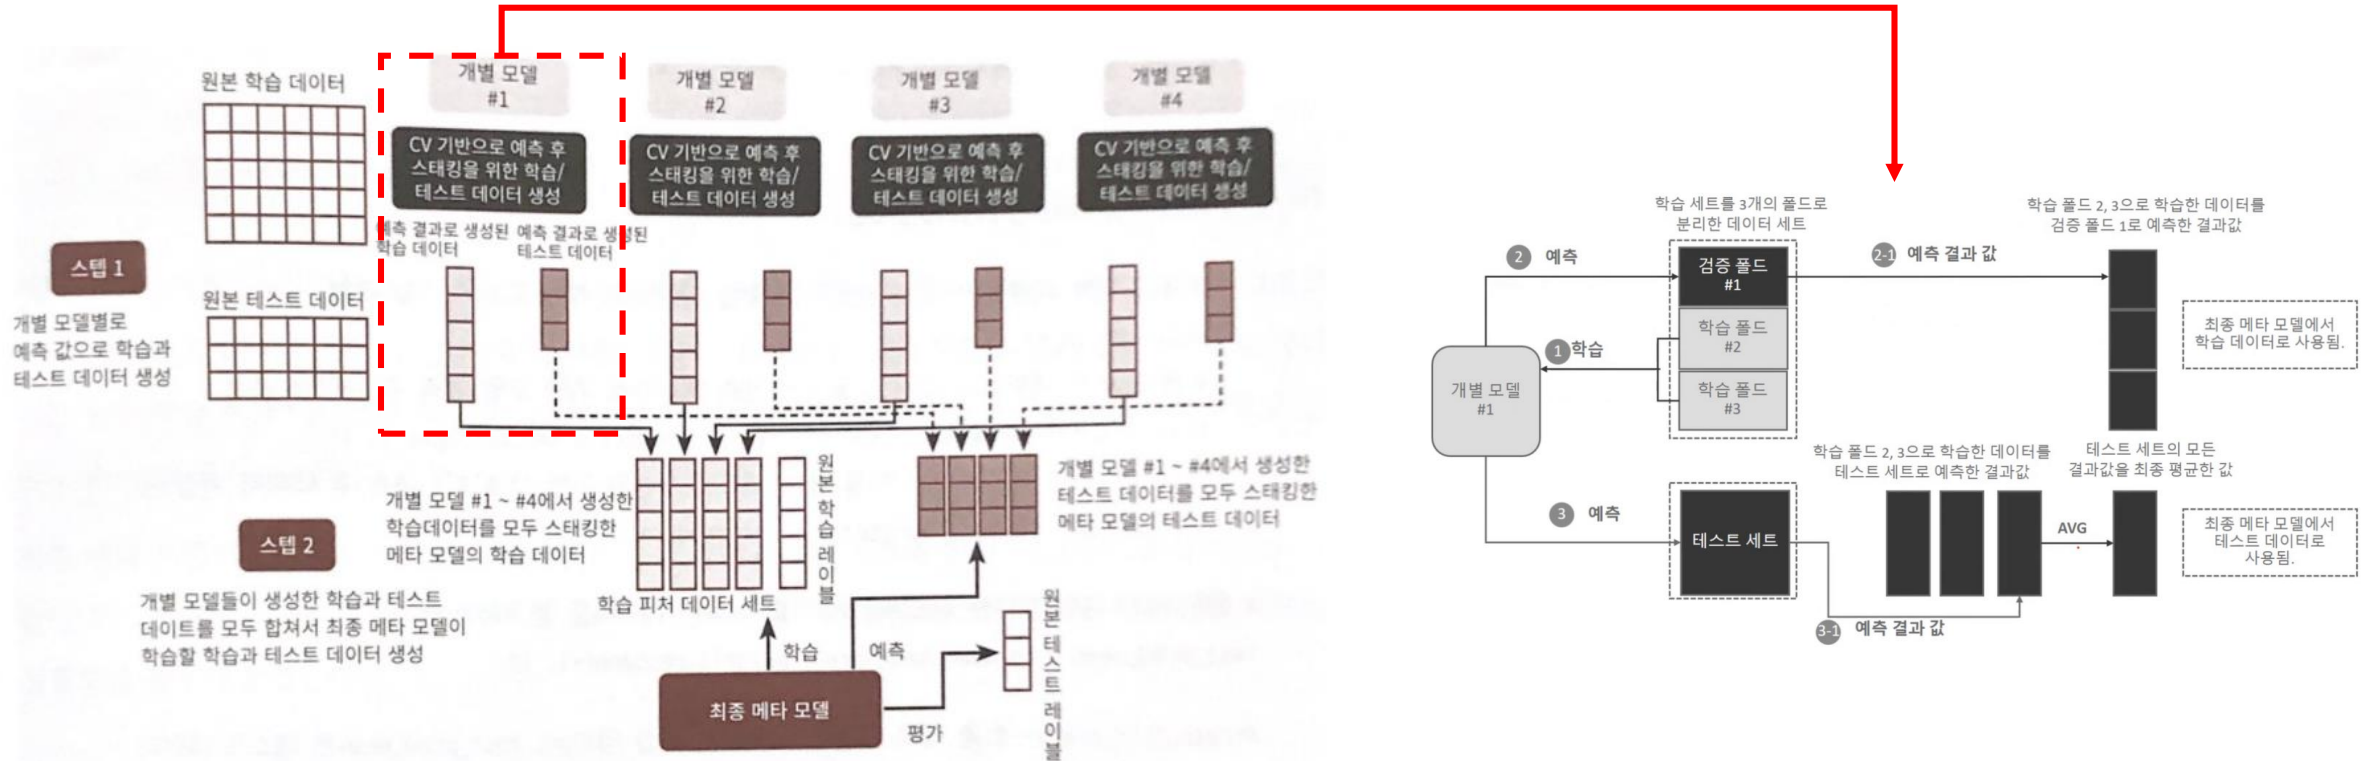 원본 학습 데이터
개별 모델
#1
개별 모델
#2
개별 모델
#3
개별 모델
#4
CV 기반으로 예측 후
스태킹을 위한 학습/
테스트 데이터 생성
CV 기반으로 예측 후
스태킹을 위한 학습/
테스트 데이터 생성
CV 기반으로 예측 후
스태킹을 위한 학습/
테스트 데이터 생성
CV 기반으로 예측 후
스태킹을 위한 학습/
테스트 데이터 생성
예측 결과로 생성된
학습 데이터
예측 결과로 생성된
테스트 데이터
스텝 1
개별 모델별로
예측 값으로 학습과
테스트 데이터 생성
원본 테스트 데이터
개별 모델 #1 ~ #4에서 생성한
학습데이터를 모두 스태킹한
메타 모델의 학습 데이터
원본 학습 레이블
개별 모델 #1 ~ #4에서 생성한
테스트 데이터를 모두 스태킹한
메타 모델의 테스트 데이터
스텝 2
개별 모델들이 생성한 학습과 테스트
데이트를 모두 합쳐서 최종 메타 모델이
학습할 학습과 테스트 데이터 생성
학습 피처 데이터 세트
학습
예측
원본 테스트 레이블
최종 메타 모델
평가
학습 세트를 3개의 폴드로
분리한 데이터 세트
학습 폴드 2, 3으로 학습한 데이터를
검증 폴드 1로 예측한 결과값
2 예측
검증 폴드
#1
2-1 예측 결과 값
학습 폴드
#2
1 학습
학습 폴드
#3
개별 모델
#1
최종 메타 모델에서
학습 데이터로 사용됨.
학습 폴드 2, 3으로 학습한 데이터를
테스트 세트로 예측한 결과값
테스트 세트의 모든
결과값을 최종 평균한 값
3 예측
테스트 세트
AVG
최종 메타 모델에서
테스트 데이터로
사용됨.
3-1 예측 결과 값